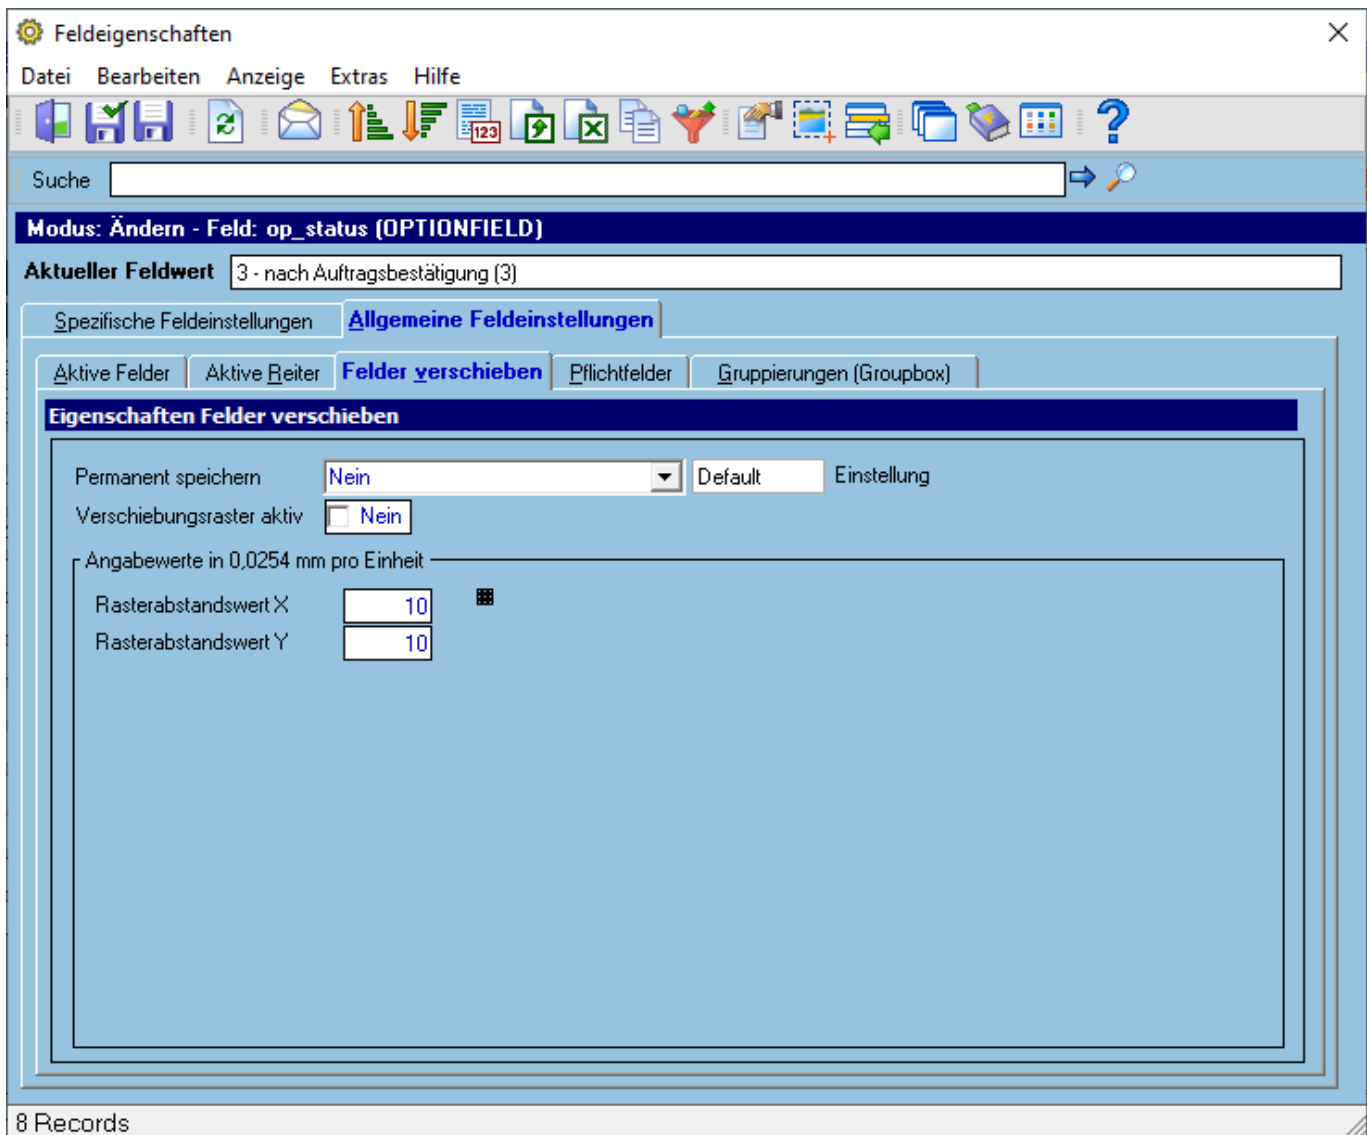 Feldeigenschaften
Datei Bearbeiten Anzeige Extras Hilfe
123
Suche
Modus: Ändern - Feld: op_status (OPTIONFIELD)
Aktueller Feldwert 3 - nach Auftragsbestätigung (3)
Spezifische Feldeinstellungen Allgemeine Feldeinstellungen
Aktive Felder Aktive Reiter Felder verschieben Pflichtfelder Gruppierungen (Groupbox)
Eigenschaften Felder verschieben
Permanent speichern Nein Default Einstellung
Verschiebungsraster aktiv Nein
Angabewerte in 0,0254 mm pro Einheit
Rasterabstandswert X 10
Rasterabstandswert Y 10
8 Records